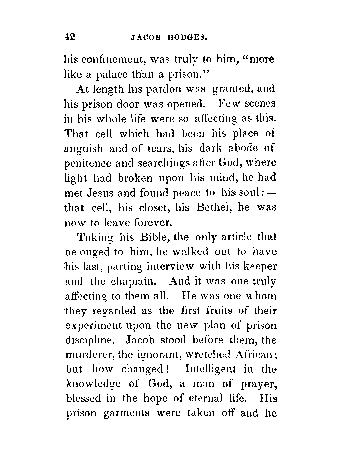 42 JACOB HODGES.
his confinement, was truly to him, "more
like a palace than a prison."
At length his pardon was granted, and
his prison door was opened. Few scenes
in his whole life were so affecting as this.
That cell which had been his place of
anguish and of tears, his dark abode of
penitence and searchings after God, where
light had broken upon his mind, he had
met Jesus and found peace to his soul:—
that cell, his closet, his Bethel, he was
now to leave forever.
Taking his Bible, the only article that
be onged to him, he walked out to have
his last, parting interview with his keeper
and the chaplain. And it was one truly
affecting to them all. He was one whom
they regarded as the first fruits of their
experiment upon the new plan of prison
discipline. Jacob stood before them, the
murderer, the ignorant, wretched African;
but how changed! Intelligent in the
knowledge of God, a man of prayer,
blessed in the hope of eternal life. His
prison garments were taken off and he